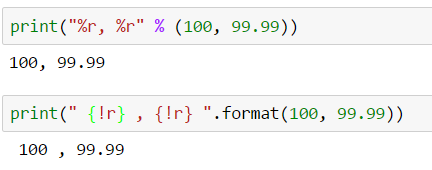 print("%r, %r" % (100, 99.99))
100, 99.99
print(" {!r} , {!r} ".format(100, 99.99))
 100 , 99.99